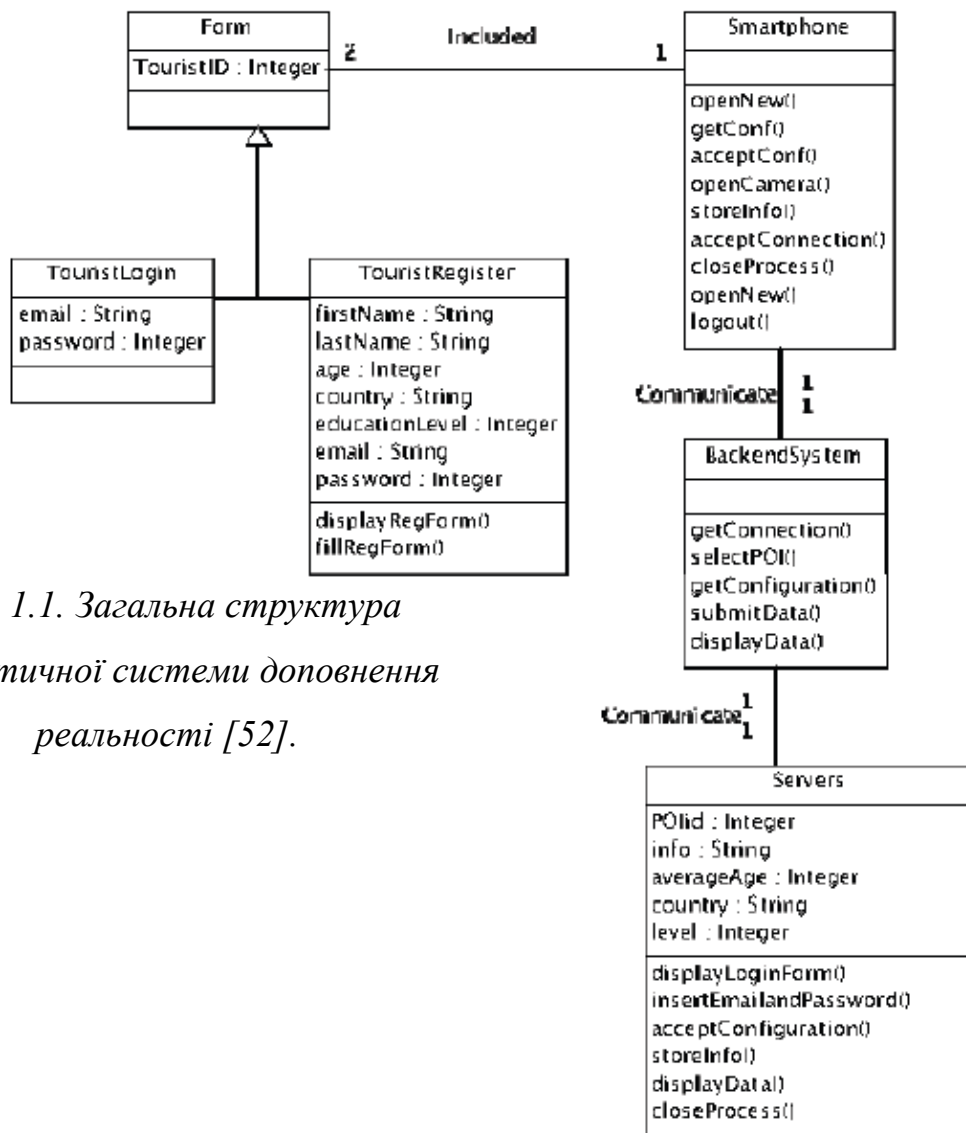 Form
TouristID : Integer
2
Included
1
Smartphone
openNew()
getConf()
acceptConf()
openCamera()
storeInfo()
acceptConnection()
closeProcess()
openNew()
logout()
TouristLogin
email : String
password : Integer
TouristRegister
firstName : String
lastName : String
age : Integer
country : String
educationLevel : Integer
email : String
password : Integer
displayRegForm()
fillRegForm()
Communicate
1
1
BackendSystem
getConnection()
selectPOI()
getConfiguration()
submitData()
displayData()
1.1. Загальна структура
тичної системи доповнення
реальності [52].
Communicate
1
1
Servers
POIid : Integer
info : String
averageAge : Integer
country : String
level : Integer
displayLoginForm()
insertEmailandPassword()
acceptConfiguration()
storeInfo()
displayData()
closeProcess()